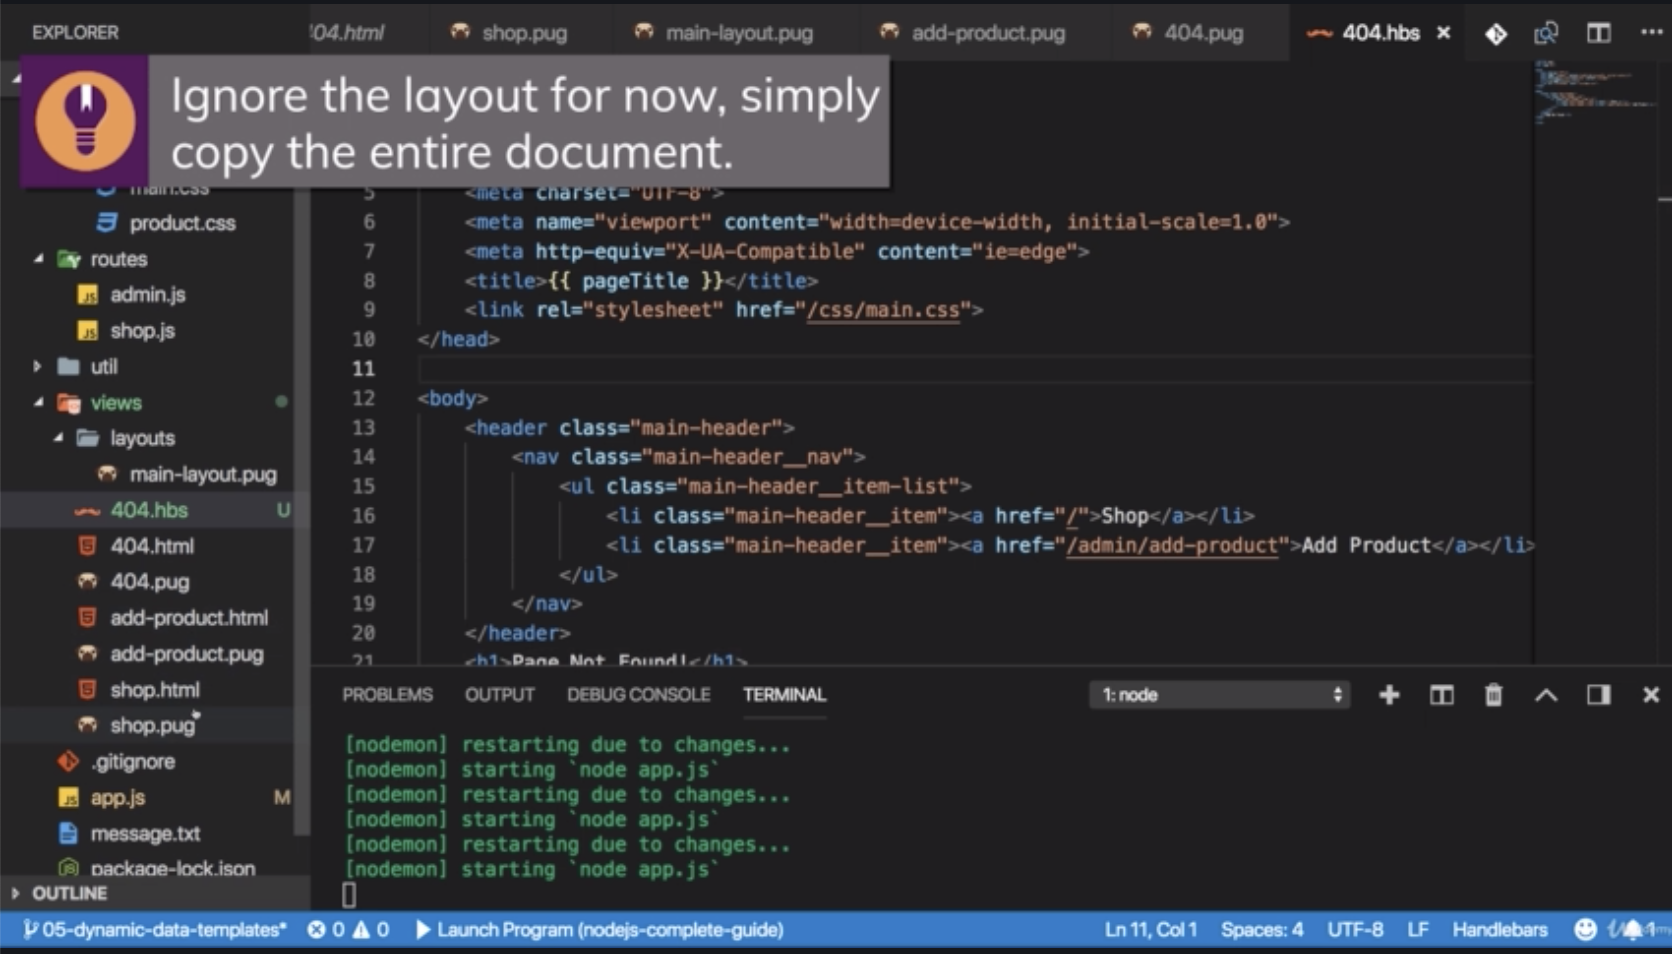 EXPLORER
04.html
shop.pug
main-layout.pug
add-product.pug
404.pug
404.hbs
Ignore the layout for now, simply
copy the entire document.
main.css
product.css
routes
JS admin.js
JS shop.js
util
views
layouts
main-layout.pug
404.hbs U
404.html
404.pug
add-product.html
add-product.pug
shop.html
shop.pug
.gitignore
JS app.js M
message.txt
package-lock.json
OUTLINE
5 <meta charset="UTF-8">
6 <meta name="viewport" content="width=device-width, initial-scale=1.0">
7 <meta http-equiv="X-UA-Compatible" content="ie=edge">
8 <title>{{ pageTitle }}</title>
9 <link rel="stylesheet" href="/css/main.css">
10 </head>
11
12 <body>
13 <header class="main-header">
14 <nav class="main-header__nav">
15 <ul class="main-header__item-list">
16 <li class="main-header__item"><a href="/">Shop</a></li>
17 <li class="main-header__item"><a href="/admin/add-product">Add Product</a></li>
18 </ul>
19 </nav>
20 </header>
21 <h1>Page Not Found!</h1>
PROBLEMS OUTPUT DEBUG CONSOLE TERMINAL 1: node
[nodemon] restarting due to changes...
[nodemon] starting `node app.js`
[nodemon] restarting due to changes...
[nodemon] starting `node app.js`
[nodemon] restarting due to changes...
[nodemon] starting `node app.js`
05-dynamic-data-templates* 0 0 Launch Program (nodejs-complete-guide) Ln 11, Col 1 Spaces: 4 UTF-8 LF Handlebars 1